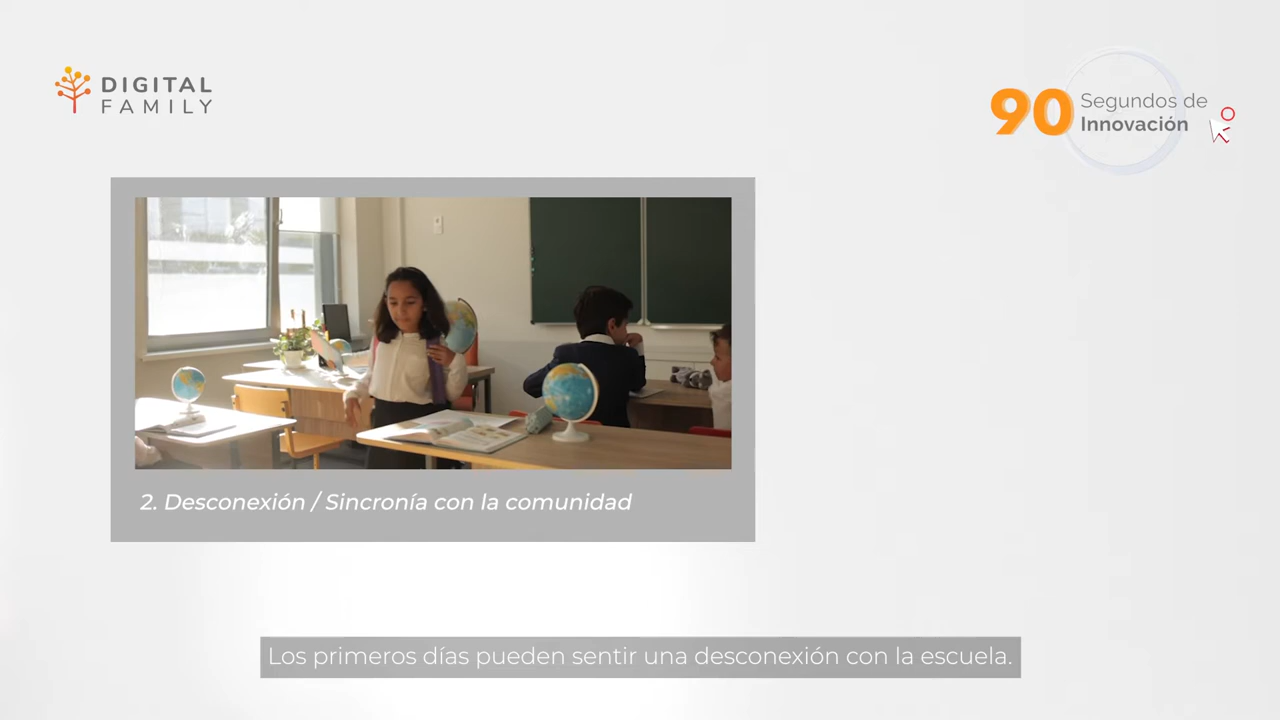 DIGITAL
FAMILY
90
Segundos de
Innovación
2. Desconexión / Sincronía con la comunidad
Los primeros días pueden sentir una desconexión con la escuela.